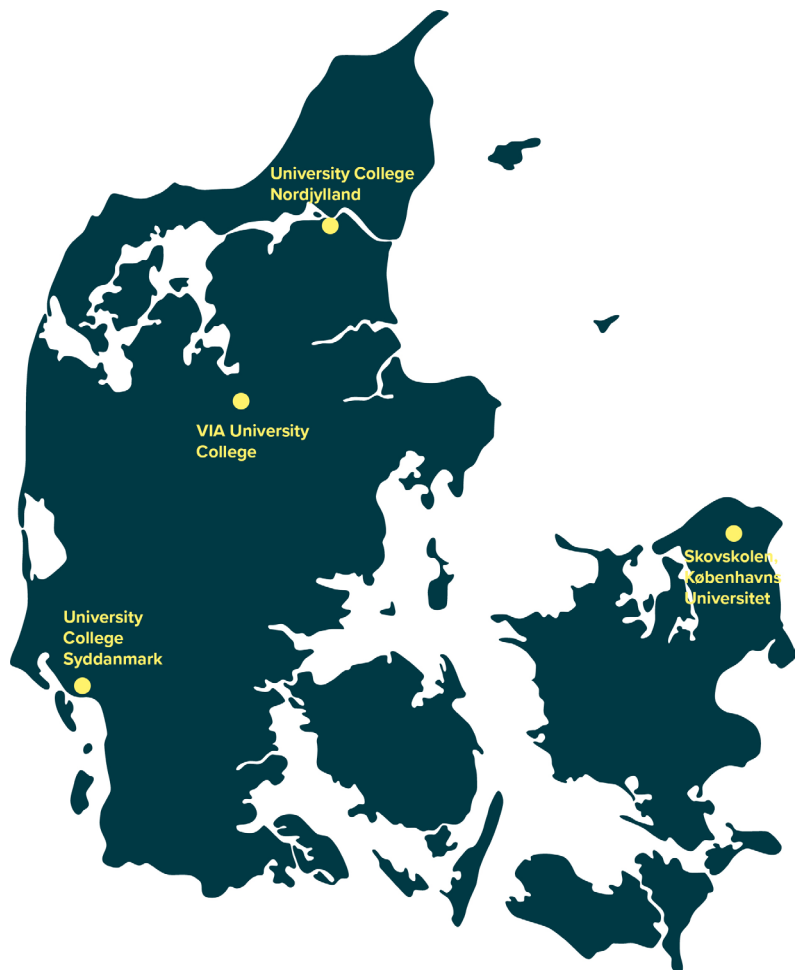 University College
Nordjylland
VIA University
College
Skovskolen,
Københavns
Universitet
University
College
Syddanmark